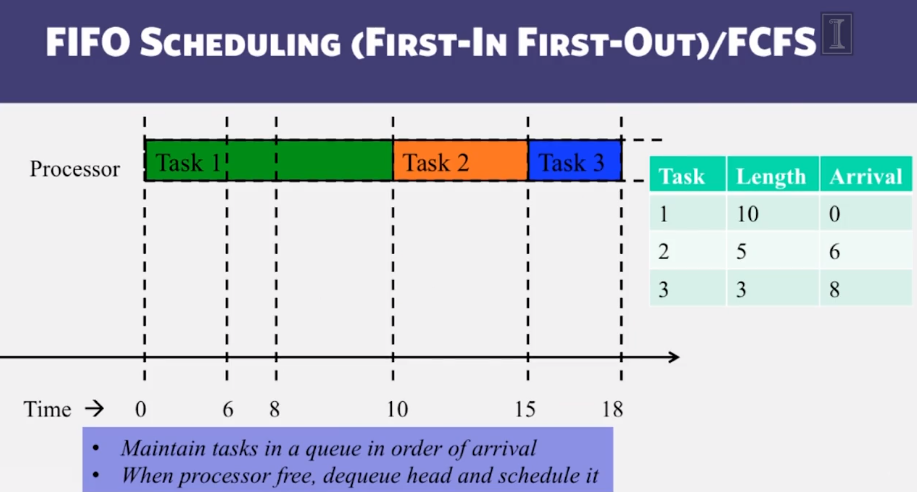 FIFO SCHEDULING (FIRST-IN FIRST-OUT)/FCFS I
Processor
Task 1
Task 2
Task 3
Task Length Arrival
1 10 0
2 5 6
3 3 8
Time → 0 6 8 10 15 18
• Maintain tasks in a queue in order of arrival
• When processor free, dequeue head and schedule it